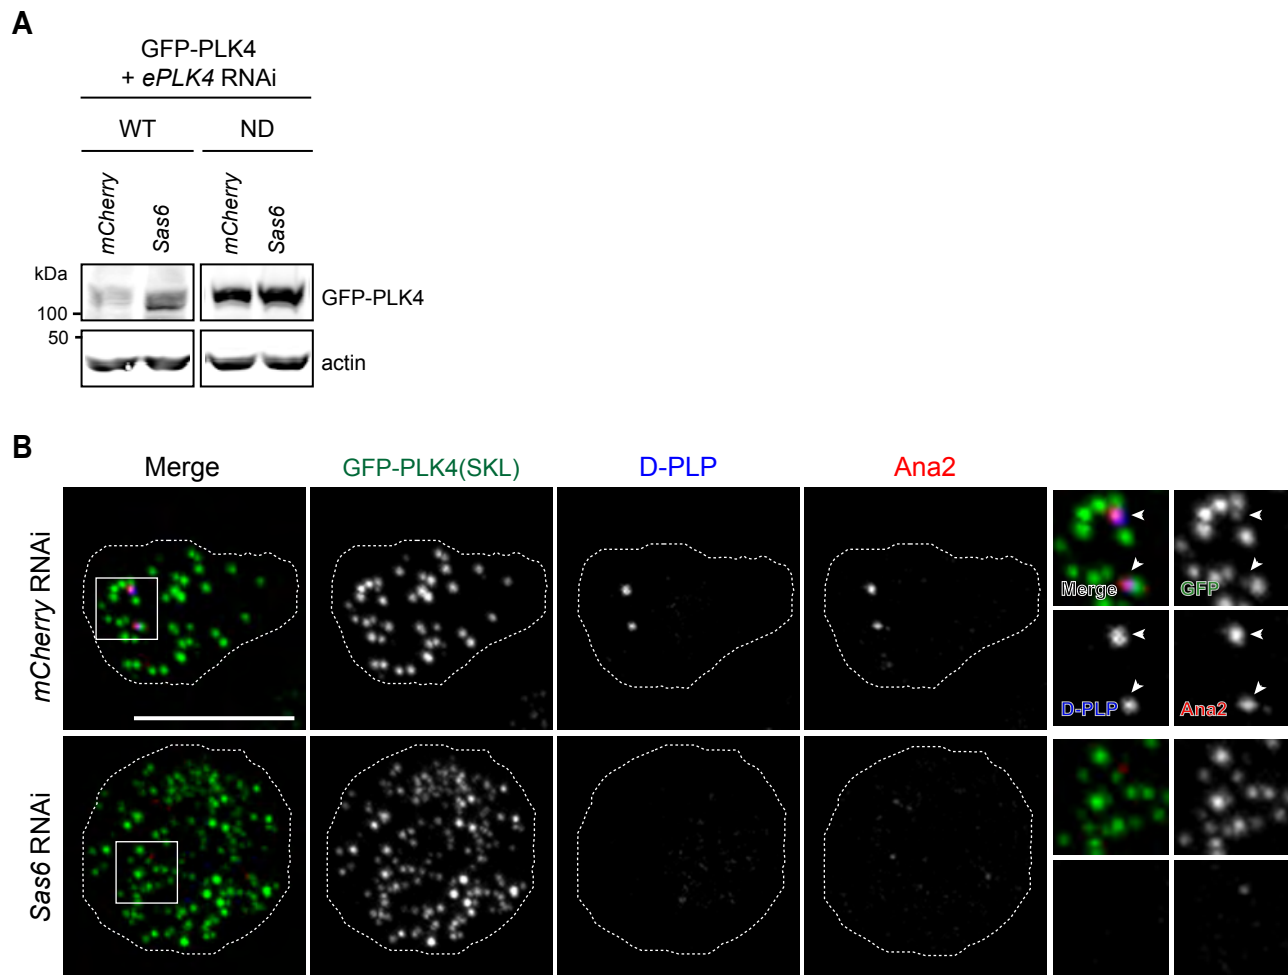 A
GFP-PLK4
+ ePLK4 RNAi
WT ND
mCherry Sas6 mCherry Sas6
kDa
100
GFP-PLK4
50
actin
B
Merge GFP-PLK4(SKL) D-PLP Ana2
mCherry RNAi
Merge GFP
D-PLP Ana2
Sas6 RNAi